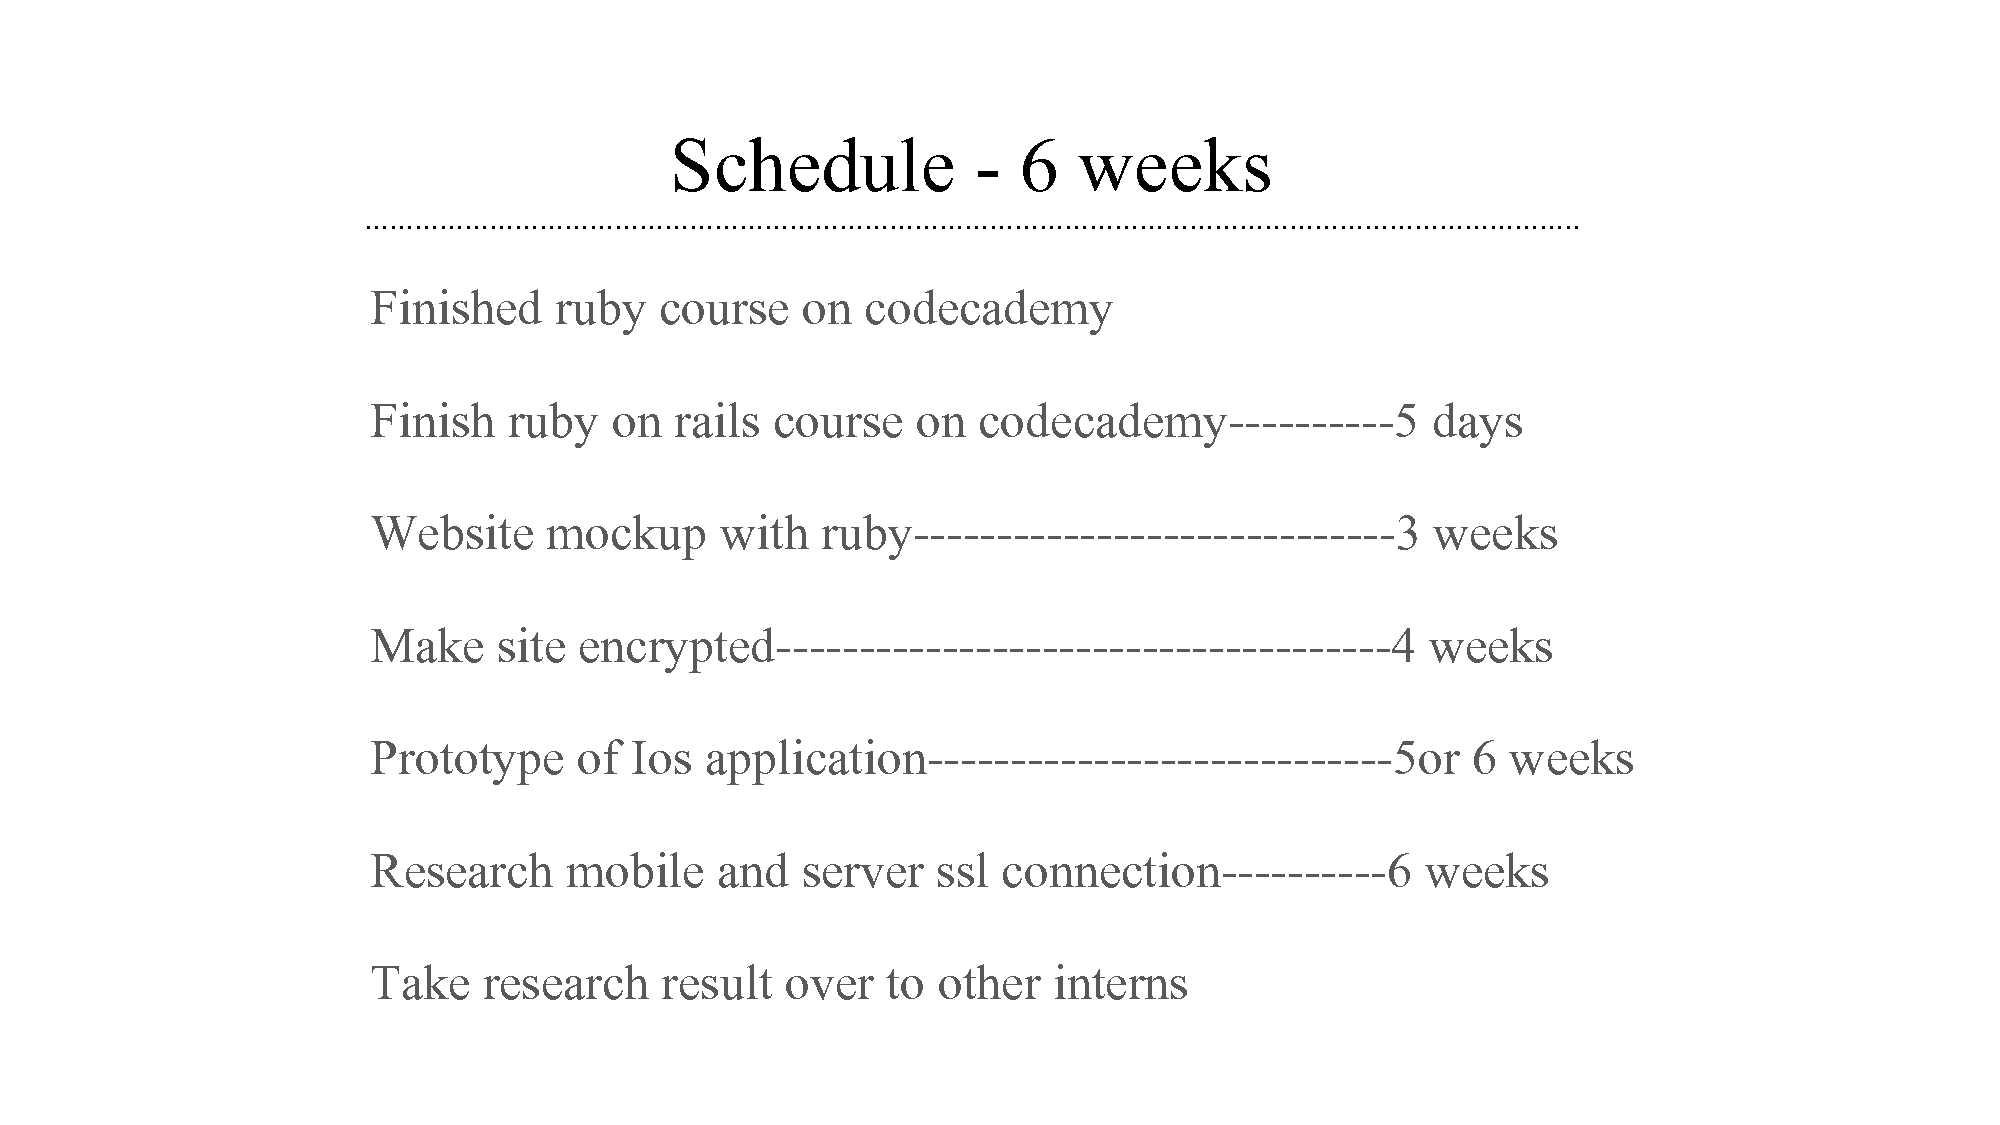 Schedule - 6 weeks
Finished ruby course on codecademy
Finish ruby on rails course on codecademy----------5 days
Website mockup with ruby-----------------------------3 weeks
Make site encrypted-------------------------------------4 weeks
Prototype of Ios application----------------------------5or 6 weeks
Research mobile and server ssl connection----------6 weeks
Take research result over to other interns